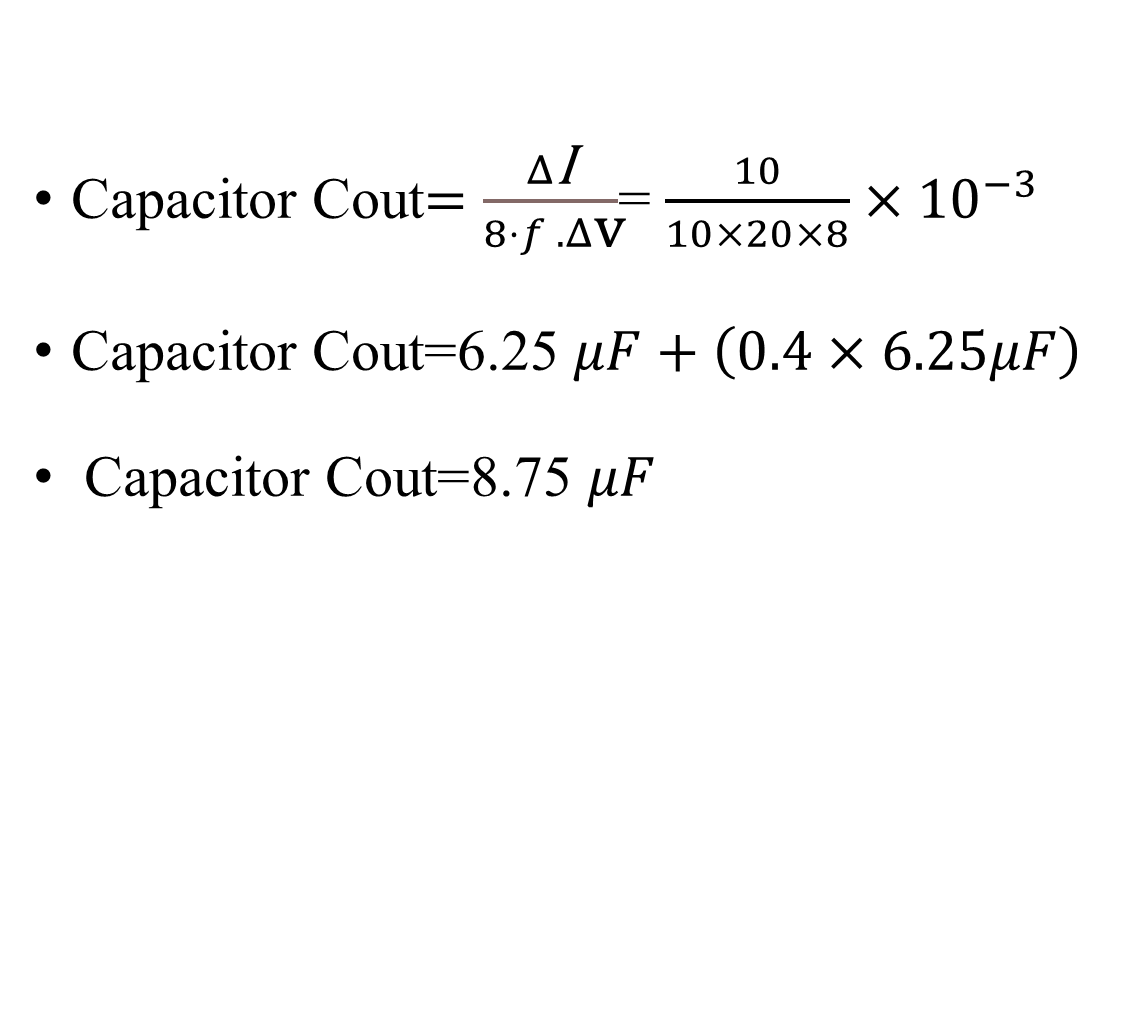 • Capacitor Cout= ΔI / 8·f .ΔV = 10 / 10×20×8 × 10⁻³
• Capacitor Cout=6.25 μF + (0.4 × 6.25μF)
• Capacitor Cout=8.75 μF